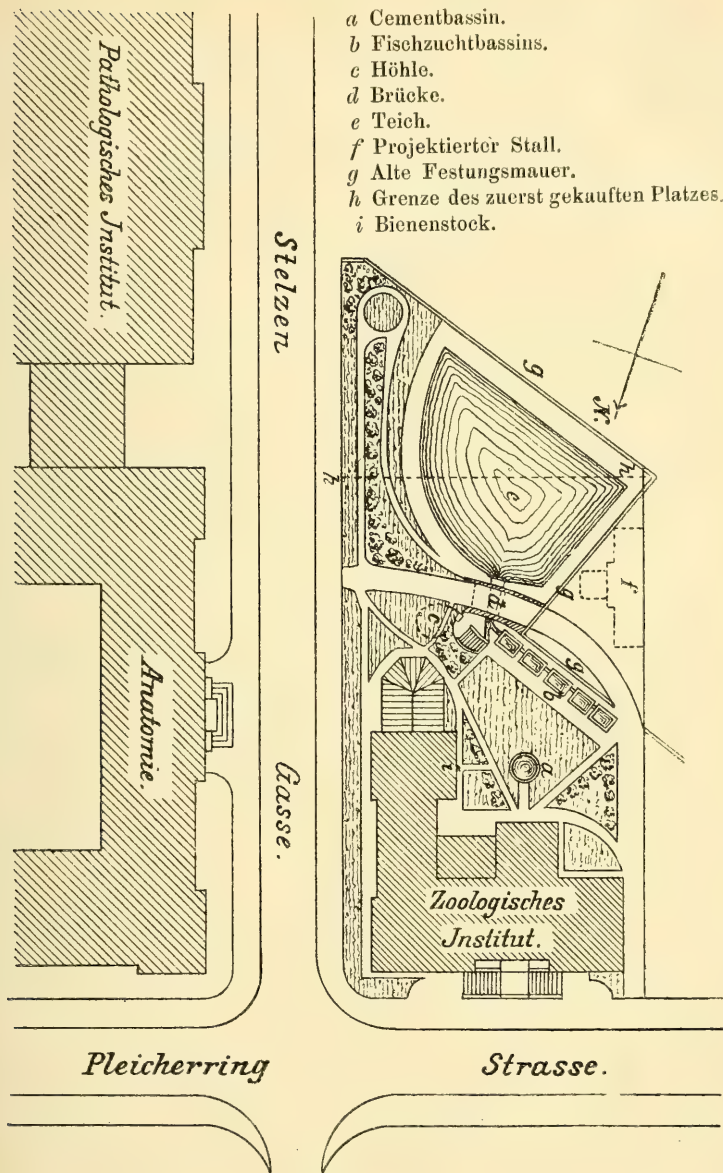 a Cementbassin.
b Fischzuchtbassins.
c Höhle.
d Brücke.
e Teich.
f Projektierter Stall.
g Alte Festungsmauer.
h Grenze des zuerst gekauften Platzes.
i Bienenstock.
Pathologisches Institut.
Stelzen
Gasse.
Anatomie.
g
N.
h
h
e
f
d
g
c
g
b
i
a
Zoologisches
Institut.
Pleicherring
Strasse.